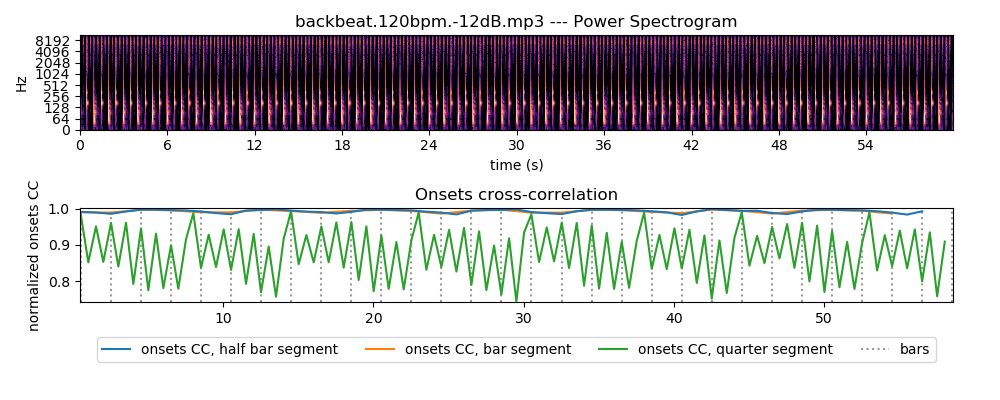 backbeat.120bpm.-12dB.mp3 --- Power Spectrogram
Hz
8192
4096
2048
1024
512
256
128
64
0
0 6 12 18 24 30 36 42 48 54
time (s)
Onsets cross-correlation
normalized onsets CC
1.0
0.9
0.8
10 20 30 40 50
onsets CC, half bar segment onsets CC, bar segment onsets CC, quarter segment bars